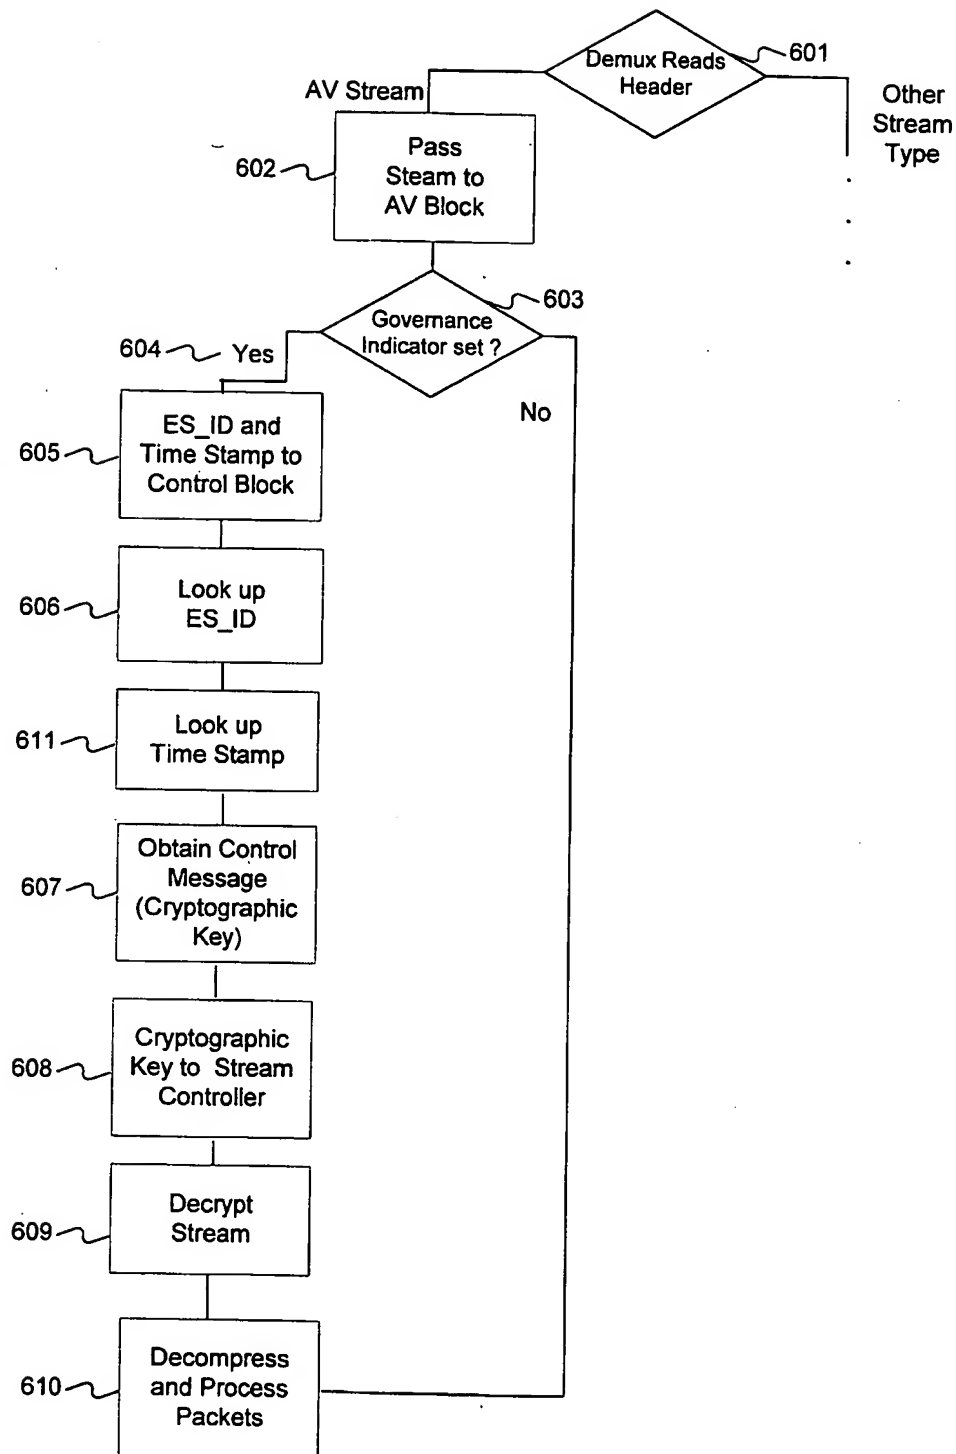 Demux Reads
Header
601
AV Stream
Other
Stream
Type
602
Pass
Steam to
AV Block
603
Governance
Indicator set ?
604
Yes
No
605
ES_ID and
Time Stamp to
Control Block
606
Look up
ES_ID
611
Look up
Time Stamp
607
Obtain Control
Message
(Cryptographic
Key)
608
Cryptographic
Key to Stream
Controller
609
Decrypt
Stream
610
Decompress
and Process
Packets